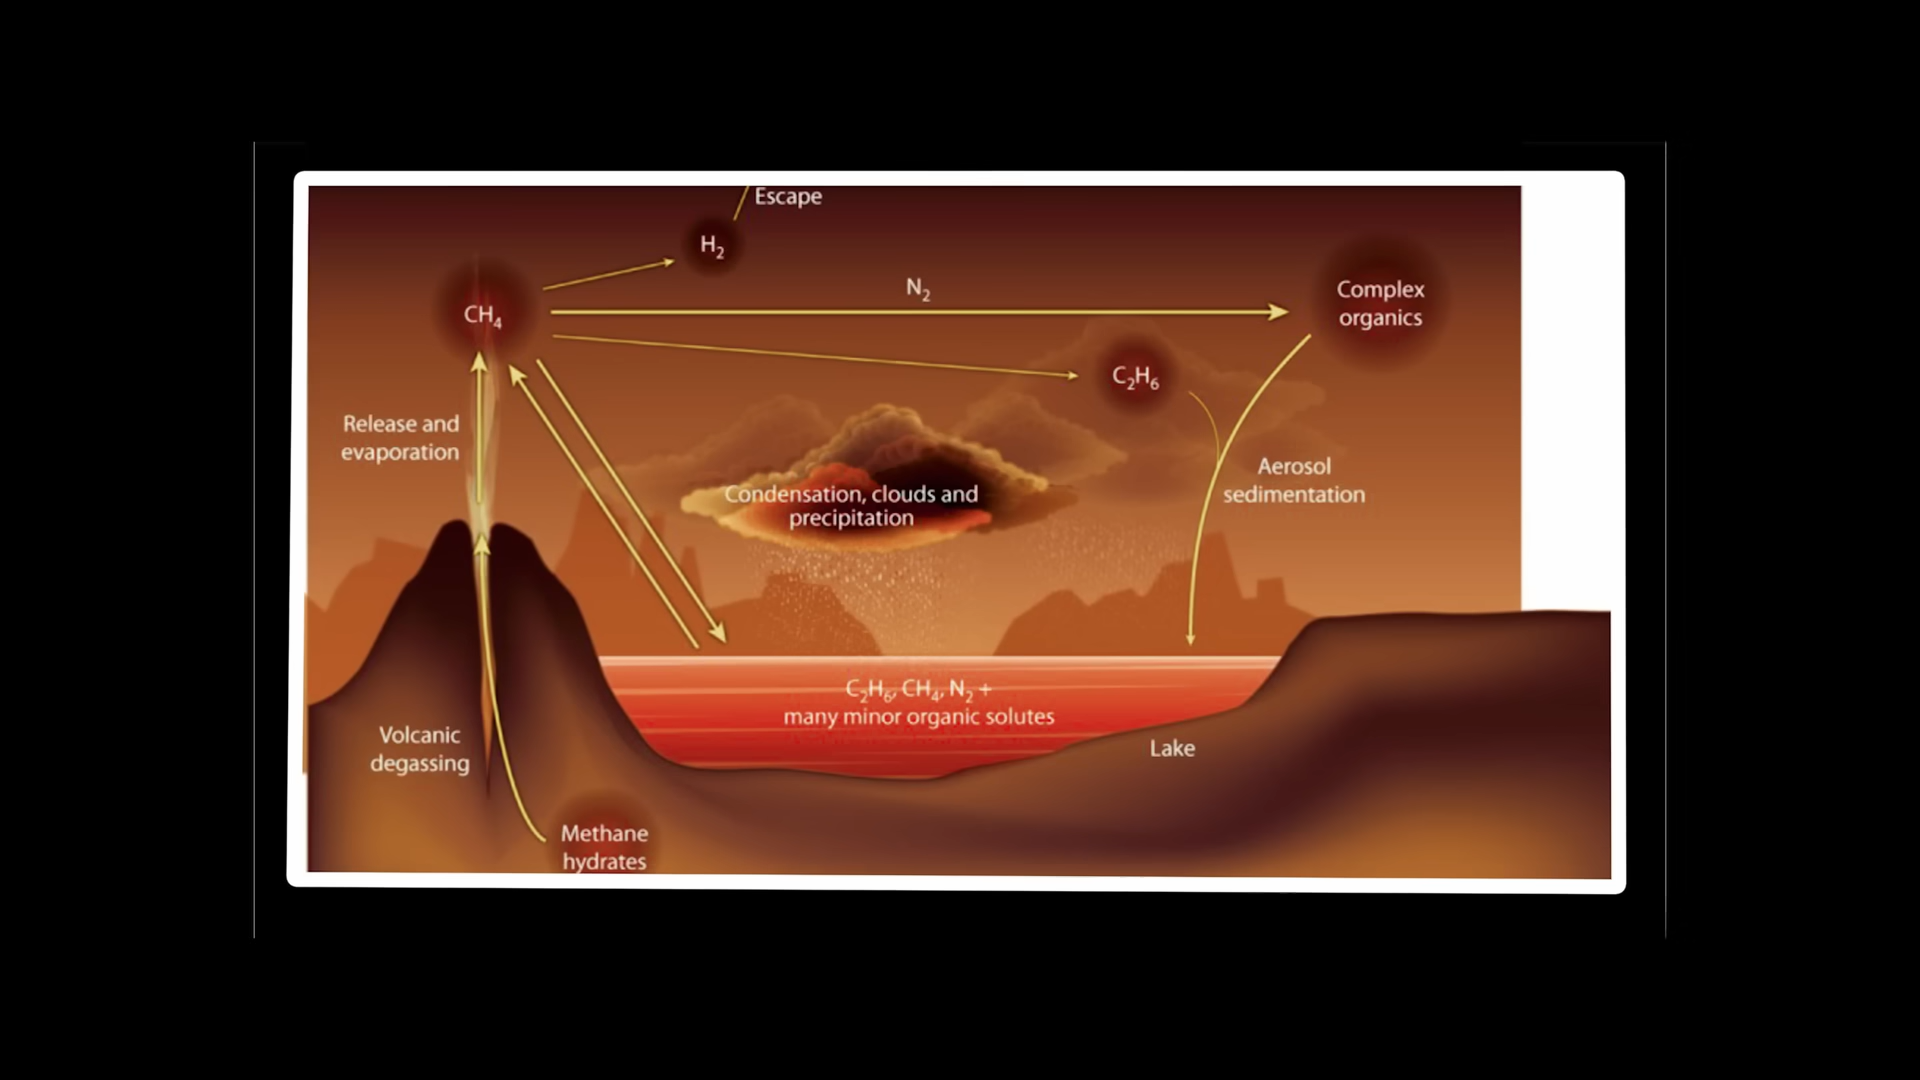 Escape
H₂
N₂
CH₄
Complex
organics
C₂H₆
Release and
evaporation
Condensation, clouds and
precipitation
Aerosol
sedimentation
C₂H₆, CH₄, N₂ +
many minor organic solutes
Volcanic
degassing
Lake
Methane
hydrates